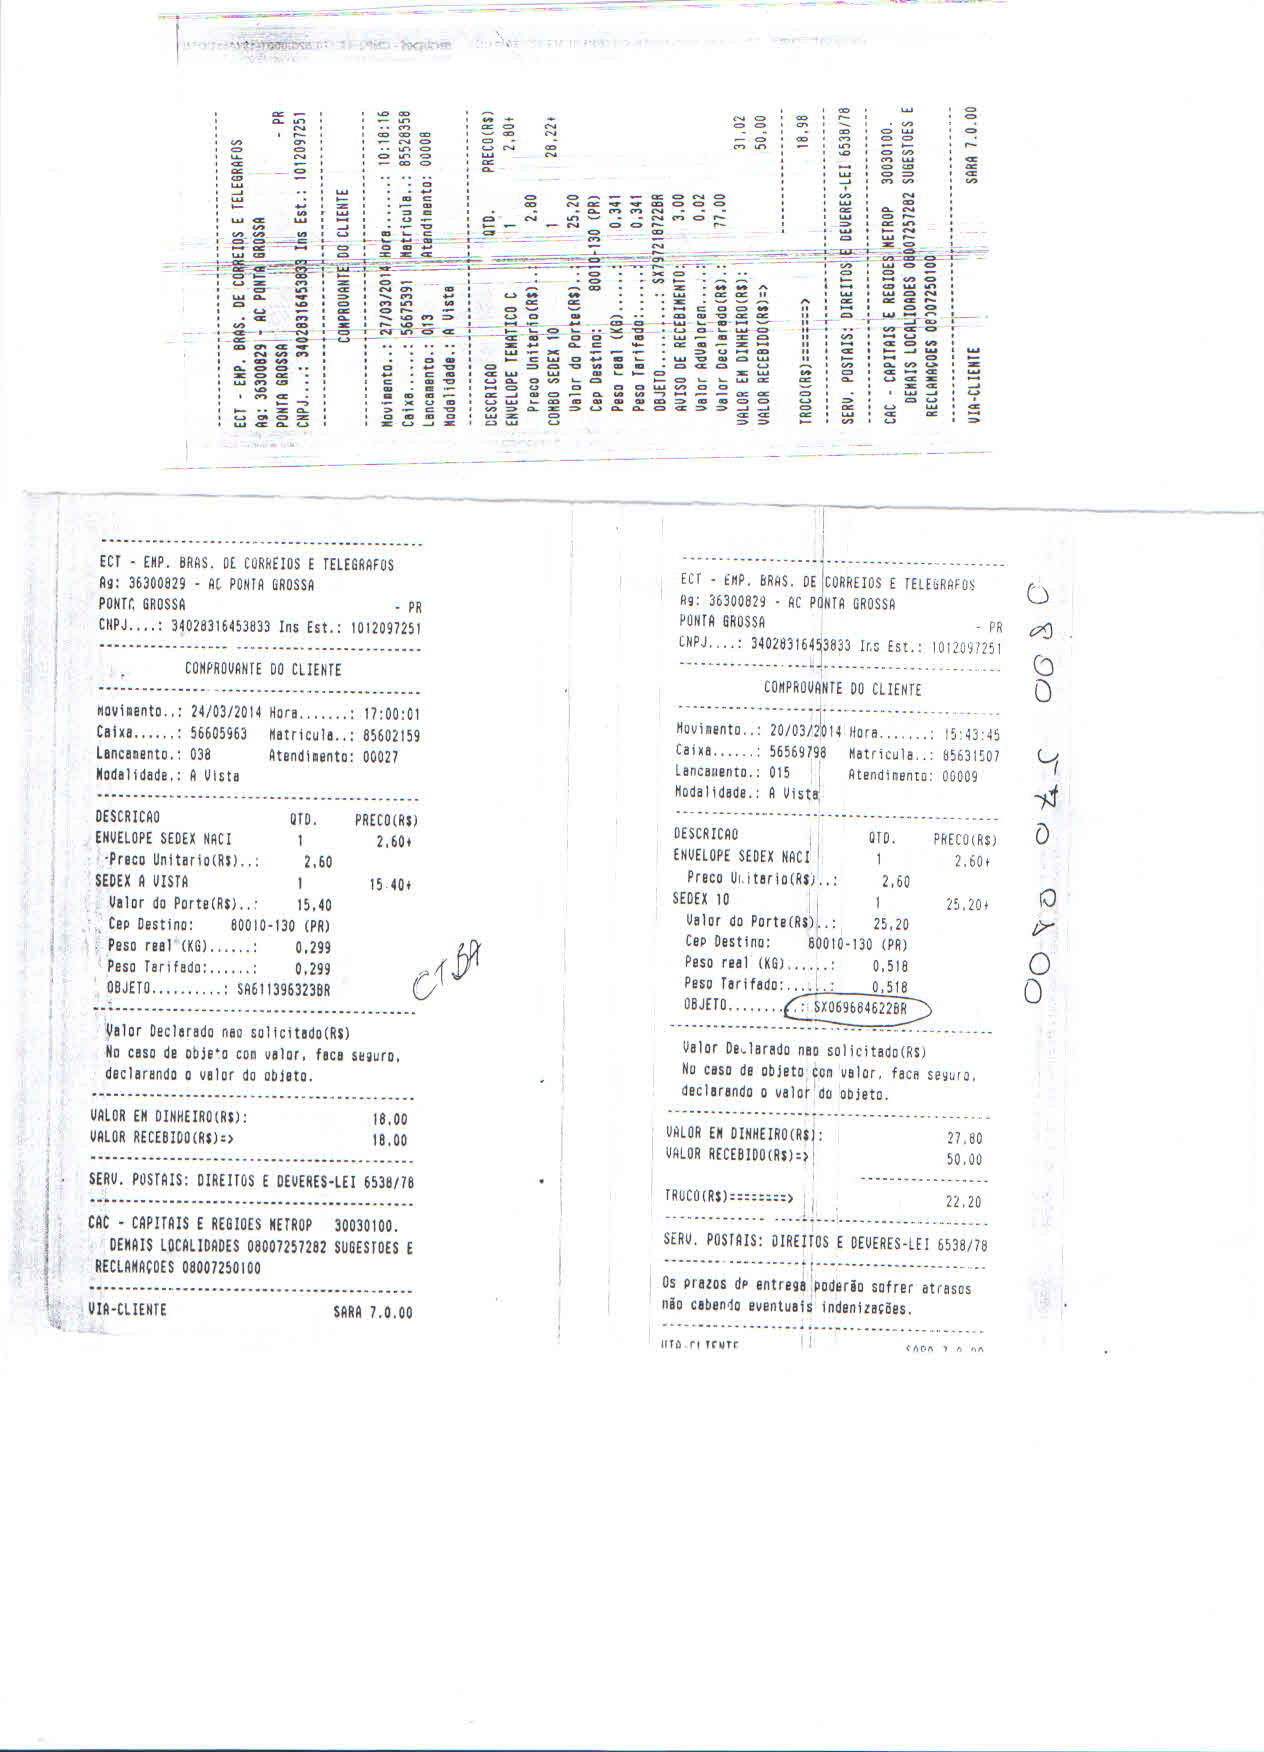 ECT - EMP. BRAS. DE CORREIOS E TELEGRAFOS
Ag: 36300829 - AC PONTA GROSSA
PONTA GROSSA - PR
CNPJ....: 34028316453833 Ins Est.: 1012097251
COMPROVANTE DO CLIENTE
Movimento..: 27/03/2014 Hora.......: 10:18:16
Caixa......: 56675391 Matricula..: 85528358
Lancamento.: 013 Atendimento: 00008
Modalidade.: A Vista
DESCRICAO QTD. PRECO(R$)
ENVELOPE TEMATICO C 1 2,80+
Preco Unitario(R$)..: 2,80
COMBO SEDEX 10 1 28,22+
Valor do Porte(R$)..: 25,20
Cep Destino: 80010-130 (PR)
Peso real (KG)......: 0,341
Peso Tarifado:......: 0,341
OBJETO..........: SX797218722BR
AVISO DE RECEBIMENTO: 3,00
Valor AdValorem.....: 0,02
Valor Declarado(R$).: 77,00
VALOR EM DINHEIRO(R$): 31,02
VALOR RECEBIDO(R$)=> 50,00
TROCO(R$)========> 18,98
SERV. POSTAIS: DIREITOS E DEVERES-LEI 6538/78
CAC - CAPITAIS E REGIOES METROP 30030100.
DEMAIS LOCALIDADES 08007257282 SUGESTOES E
RECLAMACOES 08007250100
VIA-CLIENTE SARA 7.0.00
ECT - EMP. BRAS. DE CORREIOS E TELEGRAFOS
Ag: 36300829 - AC PONTA GROSSA
PONTA GROSSA - PR
CNPJ....: 34028316453833 Ins Est.: 1012097251
COMPROVANTE DO CLIENTE
Movimento..: 24/03/2014 Hora.......: 17:00:01
Caixa......: 56605963 Matricula..: 85602159
Lancamento.: 038 Atendimento: 00027
Modalidade.: A Vista
DESCRICAO QTD. PRECO(R$)
ENVELOPE SEDEX NACI 1 2,60+
Preco Unitario(R$)..: 2,60
SEDEX A VISTA 1 15,40+
Valor do Porte(R$)..: 15,40
Cep Destino: 80010-130 (PR)
Peso real (KG)......: 0,299
Peso Tarifado:......: 0,299
OBJETO..........: SA611396323BR
Valor Declarado nao solicitado(R$)
No caso de objeto com valor, faca seguro,
declarando o valor do objeto.
VALOR EM DINHEIRO(R$): 18,00
VALOR RECEBIDO(R$)=> 18,00
SERV. POSTAIS: DIREITOS E DEVERES-LEI 6538/78
CAC - CAPITAIS E REGIOES METROP 30030100.
DEMAIS LOCALIDADES 08007257282 SUGESTOES E
RECLAMAÇOES 08007250100
VIA-CLIENTE SARA 7.0.00
CTBA
ECT - EMP. BRAS. DE CORREIOS E TELEGRAFOS
Ag: 36300829 - AC PONTA GROSSA
PONTA GROSSA - PR
CNPJ....: 34028316453833 Ins Est.: 1012097251
COMPROVANTE DO CLIENTE
Movimento..: 20/03/2014 Hora.......: 15:43:45
Caixa......: 56569798 Matricula..: 85631507
Lancamento.: 015 Atendimento: 00009
Modalidade.: A Vista
DESCRICAO QTD. PRECO(R$)
ENVELOPE SEDEX NACI 1 2,60+
Preco Unitario(R$)..: 2,60
SEDEX 10 1 25,20+
Valor do Porte(R$)..: 25,20
Cep Destino: 80010-130 (PR)
Peso real (KG)......: 0,518
Peso Tarifado:......: 0,518
OBJETO..........: SX069684622BR
Valor Declarado nao solicitado(R$)
No caso de objeto com valor, faca seguro,
declarando o valor do objeto.
VALOR EM DINHEIRO(R$): 27,80
VALOR RECEBIDO(R$)=> 50,00
TROCO(R$)========> 22,20
SERV. POSTAIS: DIREITOS E DEVERES-LEI 6538/78
Os prazos de entrega poderão sofrer atrasos
não cabendo eventuais indenizações.
VIA-CLIENTE SARA 7.0.00